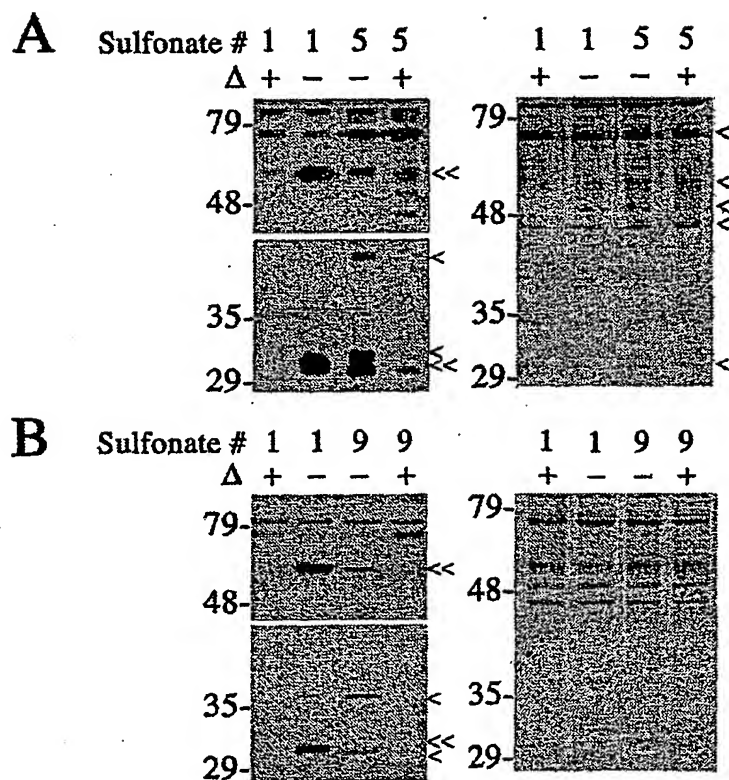 A Sulfonate # 1 1 5 5 1 1 5 5
Δ + − − + + − − +
79- 79- <
<< <
48- 48- <
<
<
35- 35-
<
<< <
29- 29-
B Sulfonate # 1 1 9 9 1 1 9 9
Δ + − − + + − − +
79- 79-
<<
48- 48-
35- < 35-
<<
<
29- 29-